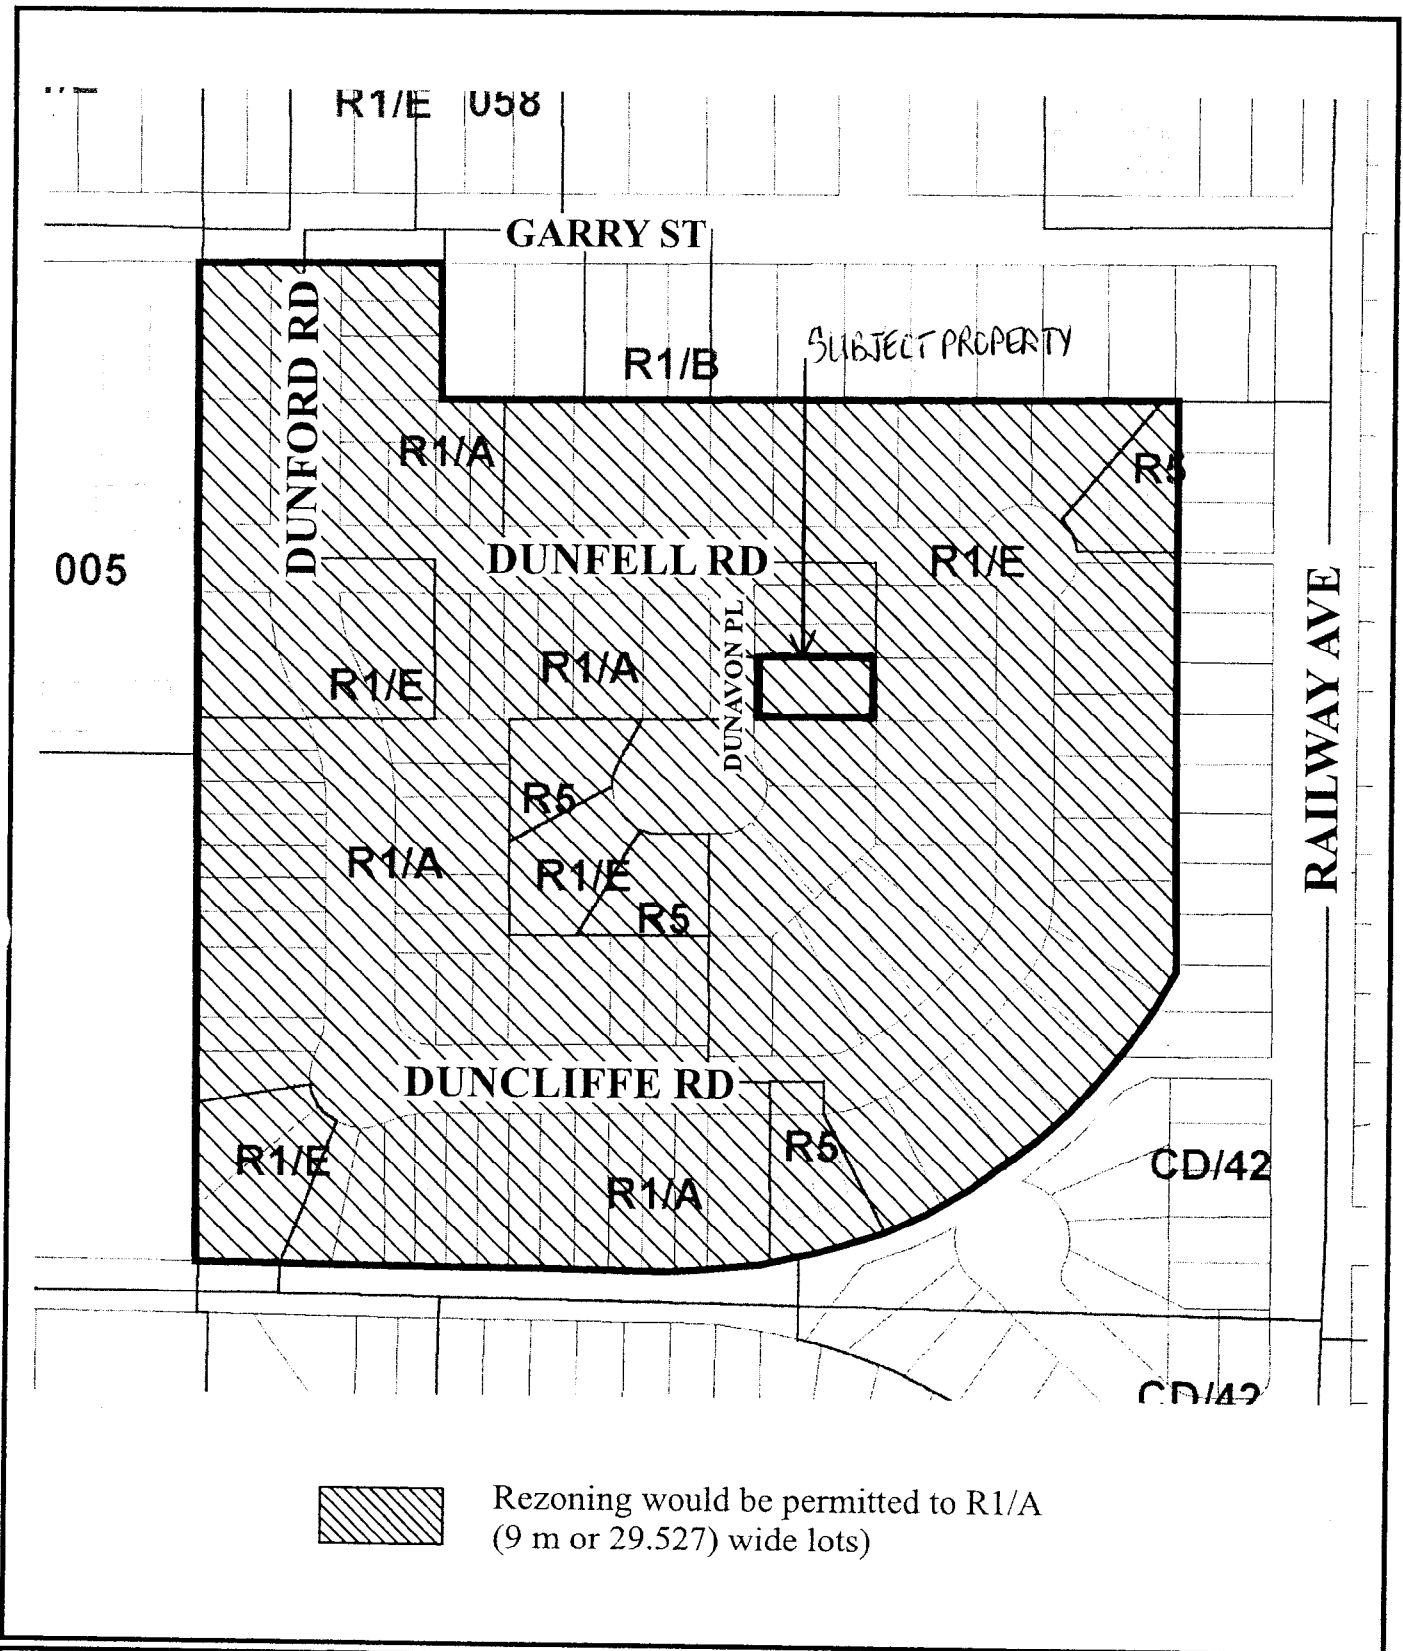 R1/E 058
GARRY ST
DUNFORD RD
R1/B
SUBJECT PROPERTY
R1/A
R5
005
DUNFELL RD
R1/E
DUNAVON PL
RAILWAY AVE
R1/E
R1/A
R5
R1/A
R1/E
R5
DUNCLIFFE RD
R1/E
R1/A
R5
CD/42
CD/42
Rezoning would be permitted to R1/A
(9 m or 29.527) wide lots)